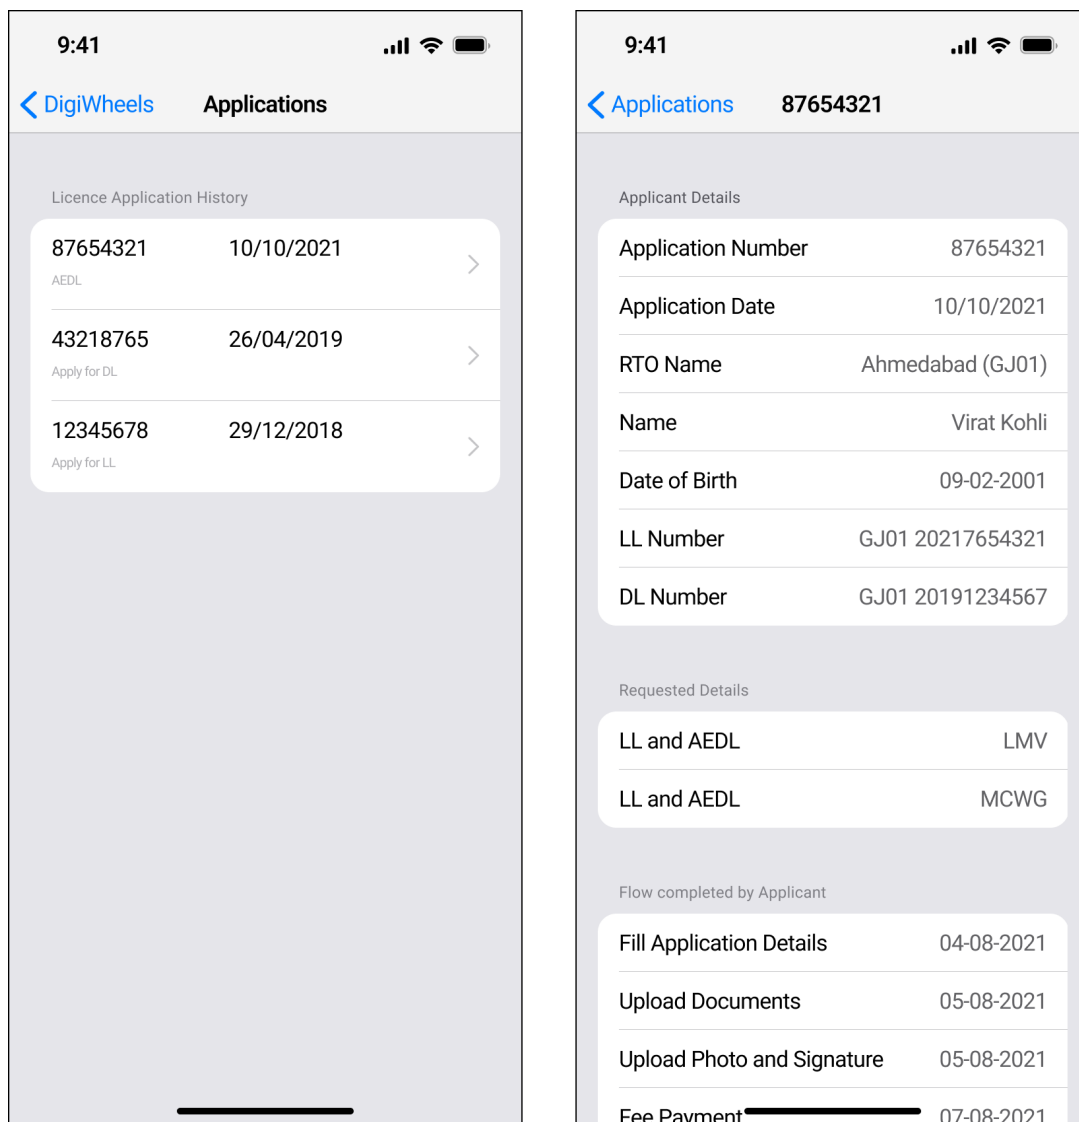 9:41
DigiWheels Applications
Licence Application History
87654321 10/10/2021
AEDL
43218765 26/04/2019
Apply for DL
12345678 29/12/2018
Apply for LL
9:41
Applications 87654321
Applicant Details
Application Number 87654321
Application Date 10/10/2021
RTO Name Ahmedabad (GJ01)
Name Virat Kohli
Date of Birth 09-02-2001
LL Number GJ01 20217654321
DL Number GJ01 20191234567
Requested Details
LL and AEDL LMV
LL and AEDL MCWG
Flow completed by Applicant
Fill Application Details 04-08-2021
Upload Documents 05-08-2021
Upload Photo and Signature 05-08-2021
Fee Payment 07-08-2021